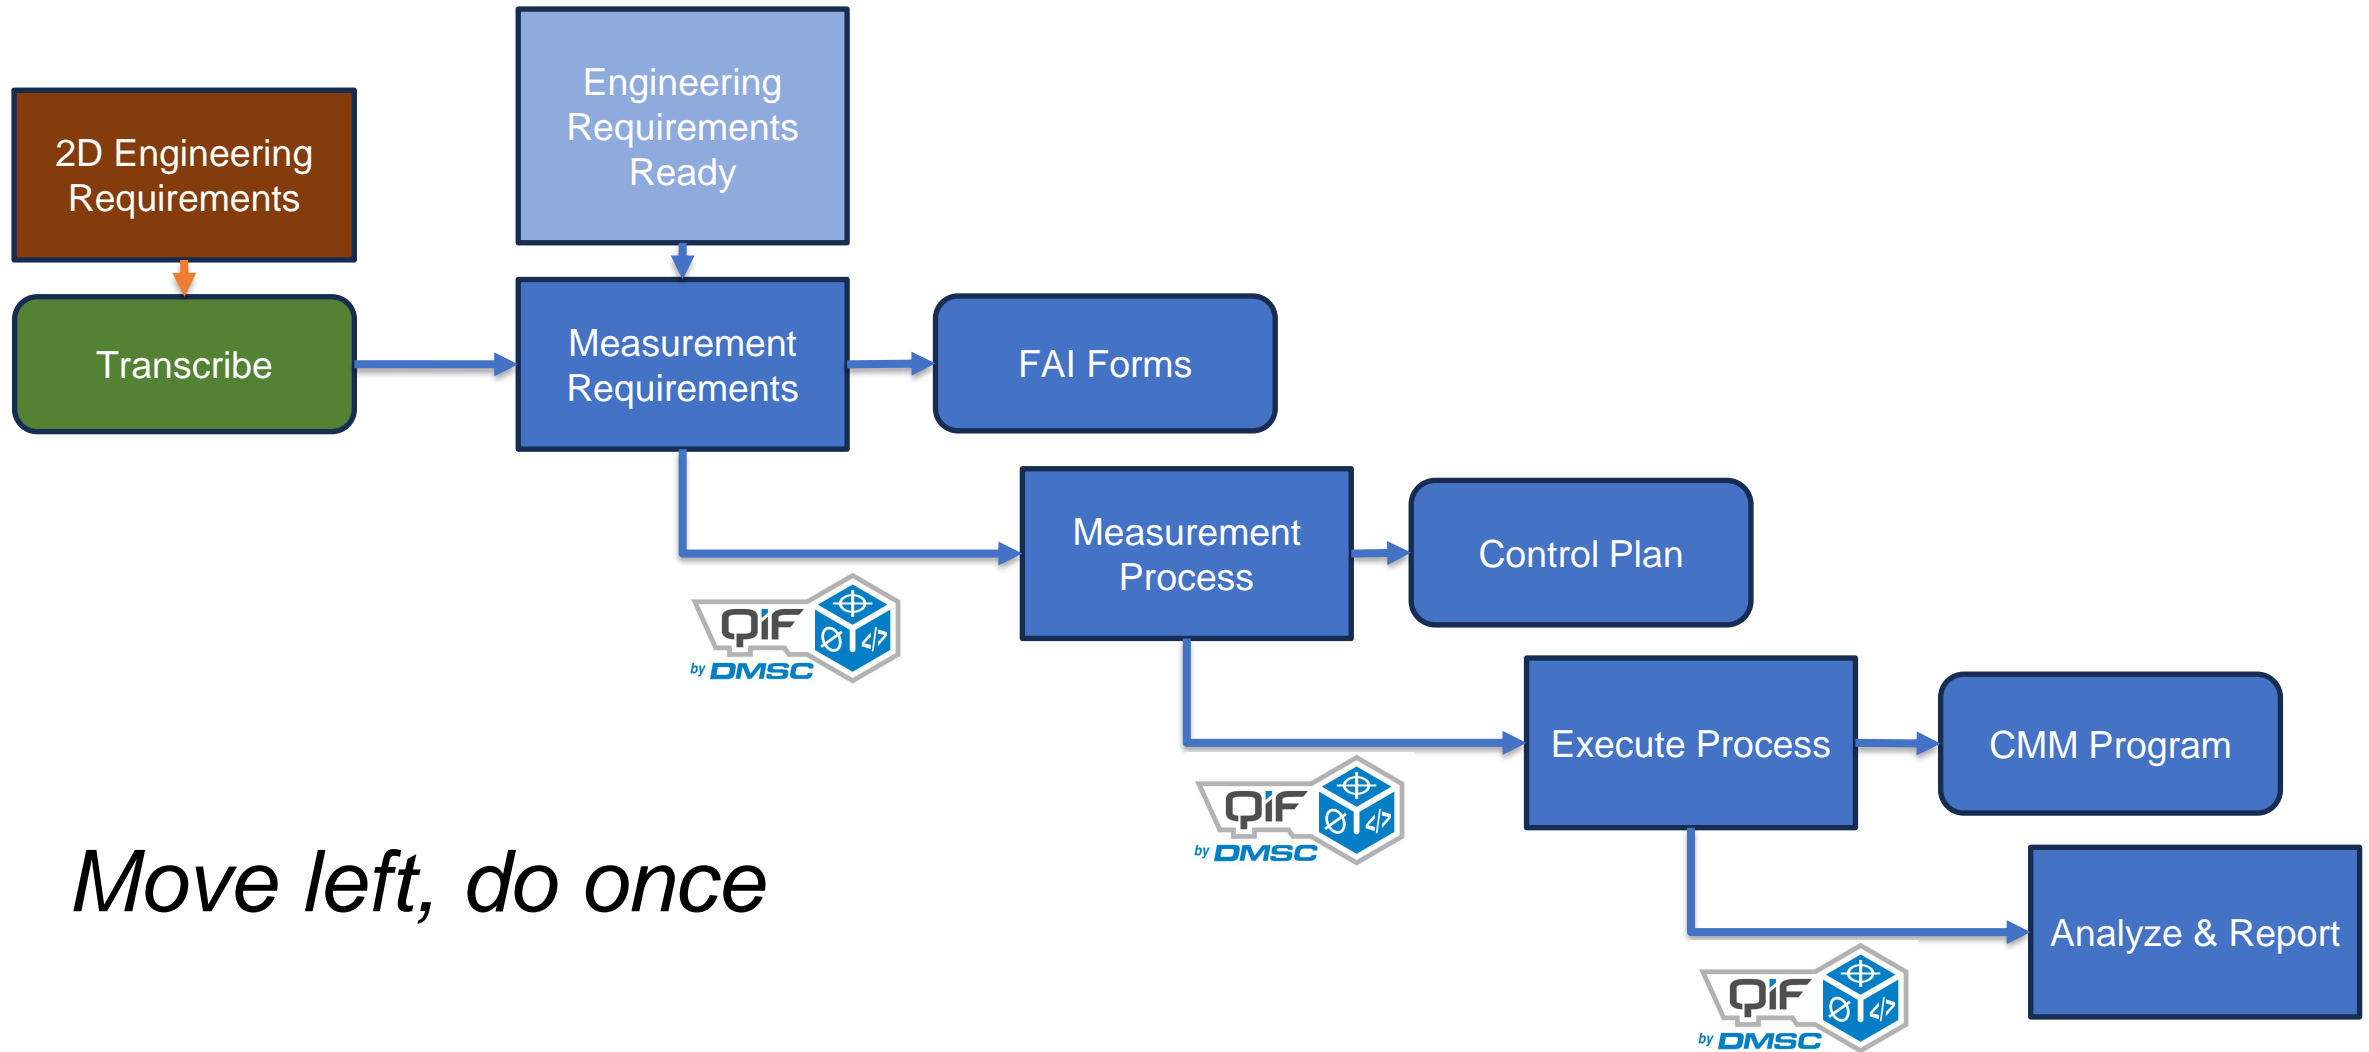 Engineering
Requirements
Ready
2D Engineering
Requirements
Transcribe
Measurement
Requirements
FAI Forms
Measurement
Process
Control Plan
QiF
by DMSC
Execute Process
CMM Program
QiF
by DMSC
Move left, do once
Analyze & Report
QiF
by DMSC